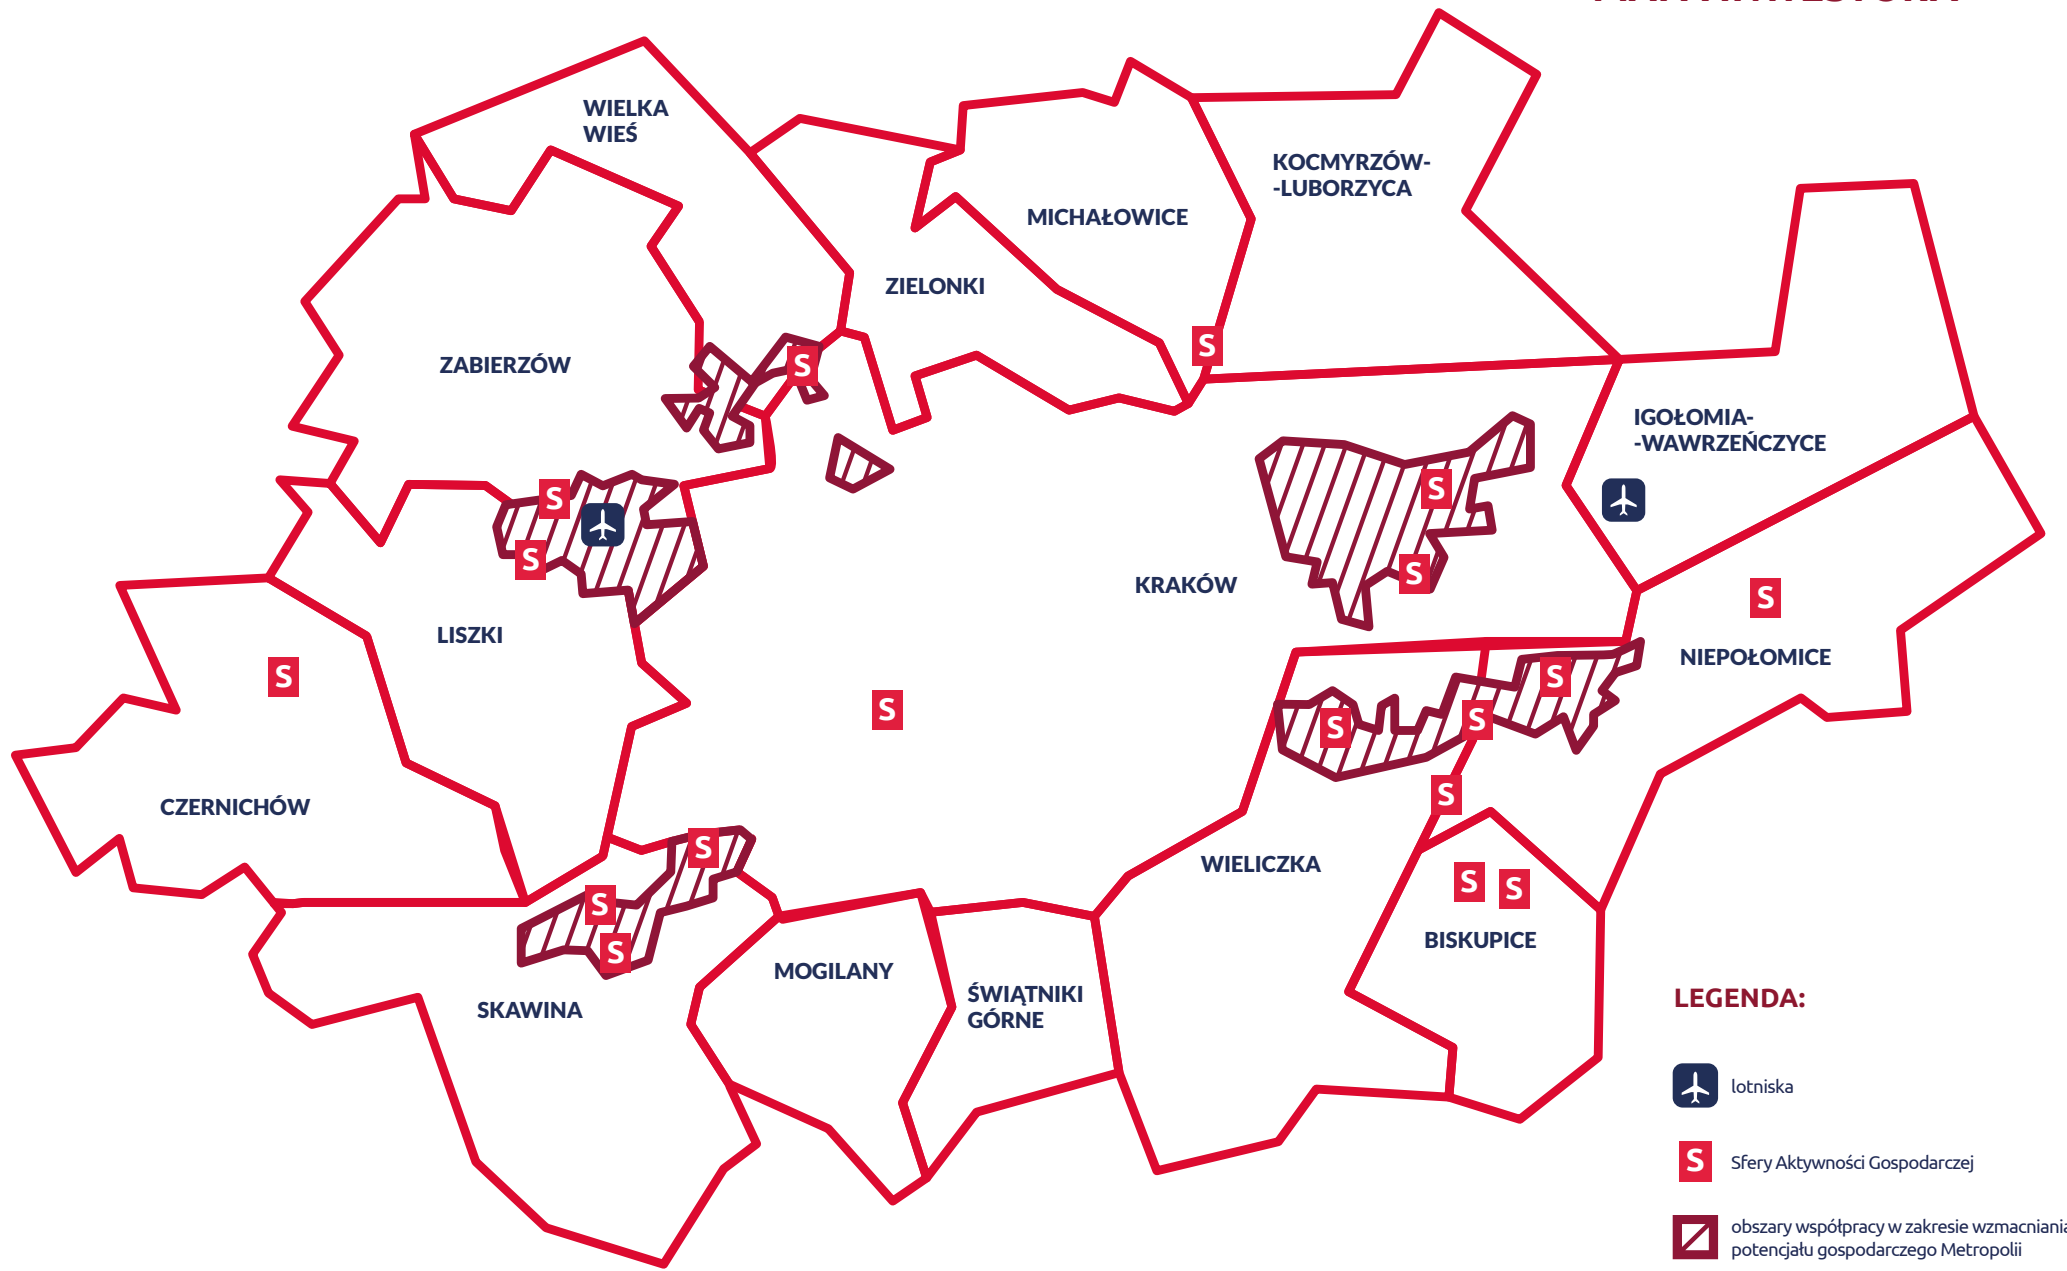 WIELKA
WIEŚ
KOCMYRZÓW-
-LUBORZYCA
MICHAŁOWICE
ZIELONKI
S
ZABIERZÓW
S
IGOŁOMIA-
-WAWRZEŃCZYCE
S
S
S
S
KRAKÓW
S
LISZKI
NIEPOŁOMICE
S
S
S
S
S
S
CZERNICHÓW
S
WIELICZKA
S
S
S
S
BISKUPICE
S
MOGILANY
ŚWIĄTNIKI
GÓRNE
SKAWINA
LEGENDA:
lotniska
S Sfery Aktywności Gospodarczej
obszary współpracy w zakresie wzmacniania
potencjału gospodarczego Metropolii